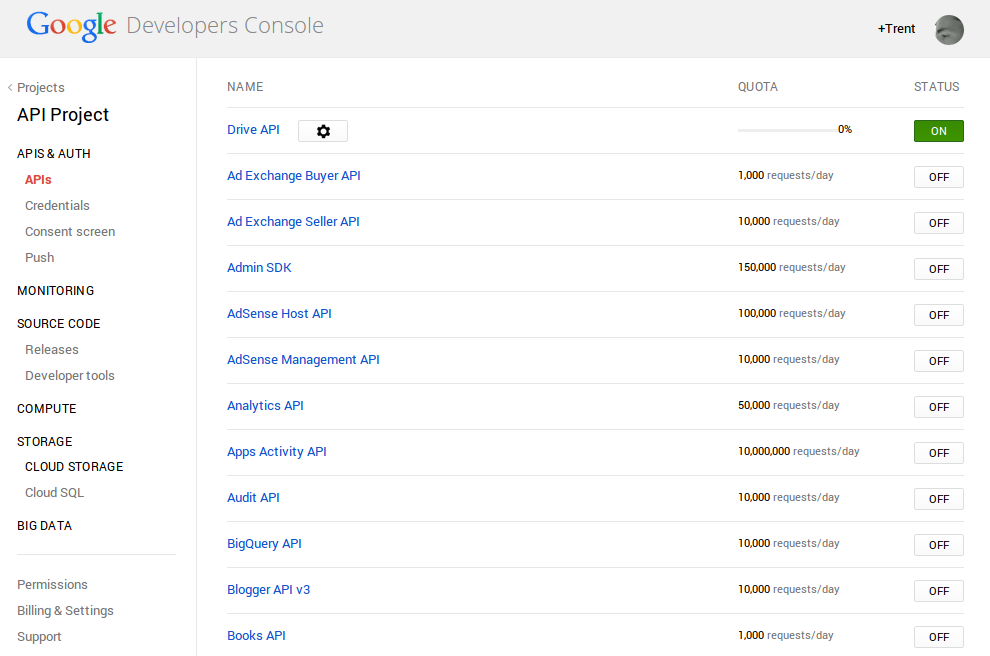 Google Developers Console
+Trent
Projects
API Project
APIS & AUTH
APIs
Credentials
Consent screen
Push
MONITORING
SOURCE CODE
Releases
Developer tools
COMPUTE
STORAGE
CLOUD STORAGE
Cloud SQL
BIG DATA
Permissions
Billing & Settings
Support
NAME QUOTA STATUS
Drive API 0% ON
Ad Exchange Buyer API 1,000 requests/day OFF
Ad Exchange Seller API 10,000 requests/day OFF
Admin SDK 150,000 requests/day OFF
AdSense Host API 100,000 requests/day OFF
AdSense Management API 10,000 requests/day OFF
Analytics API 50,000 requests/day OFF
Apps Activity API 10,000,000 requests/day OFF
Audit API 10,000 requests/day OFF
BigQuery API 10,000 requests/day OFF
Blogger API v3 10,000 requests/day OFF
Books API 1,000 requests/day OFF